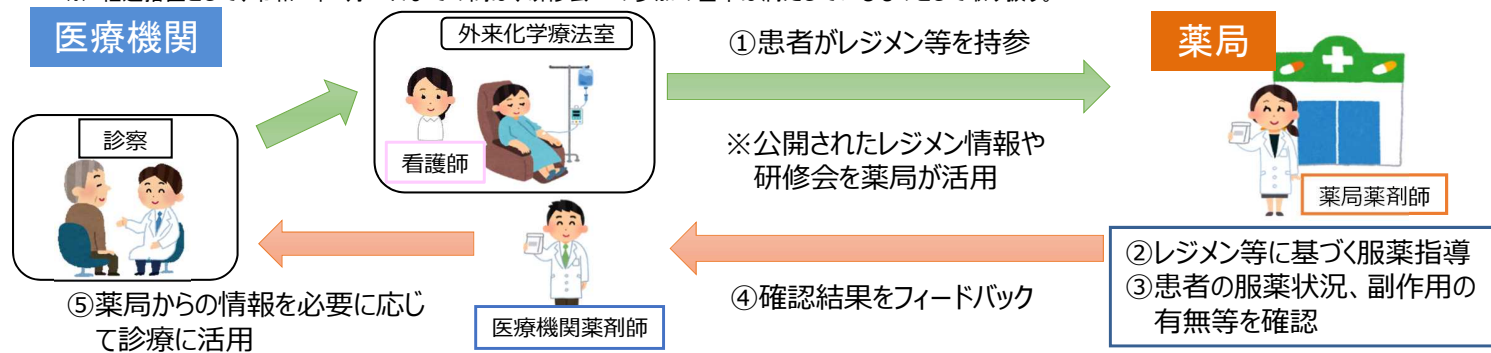 医療機関
外来化学療法室
①患者がレジメン等を持参
薬局
診察
看護師
※公開されたレジメン情報や
研修会を薬局が活用
薬局薬剤師
②レジメン等に基づく服薬指導
③患者の服薬状況、副作用の
有無等を確認
④確認結果をフィードバック
医療機関薬剤師
⑤薬局からの情報を必要に応じ
て診療に活用